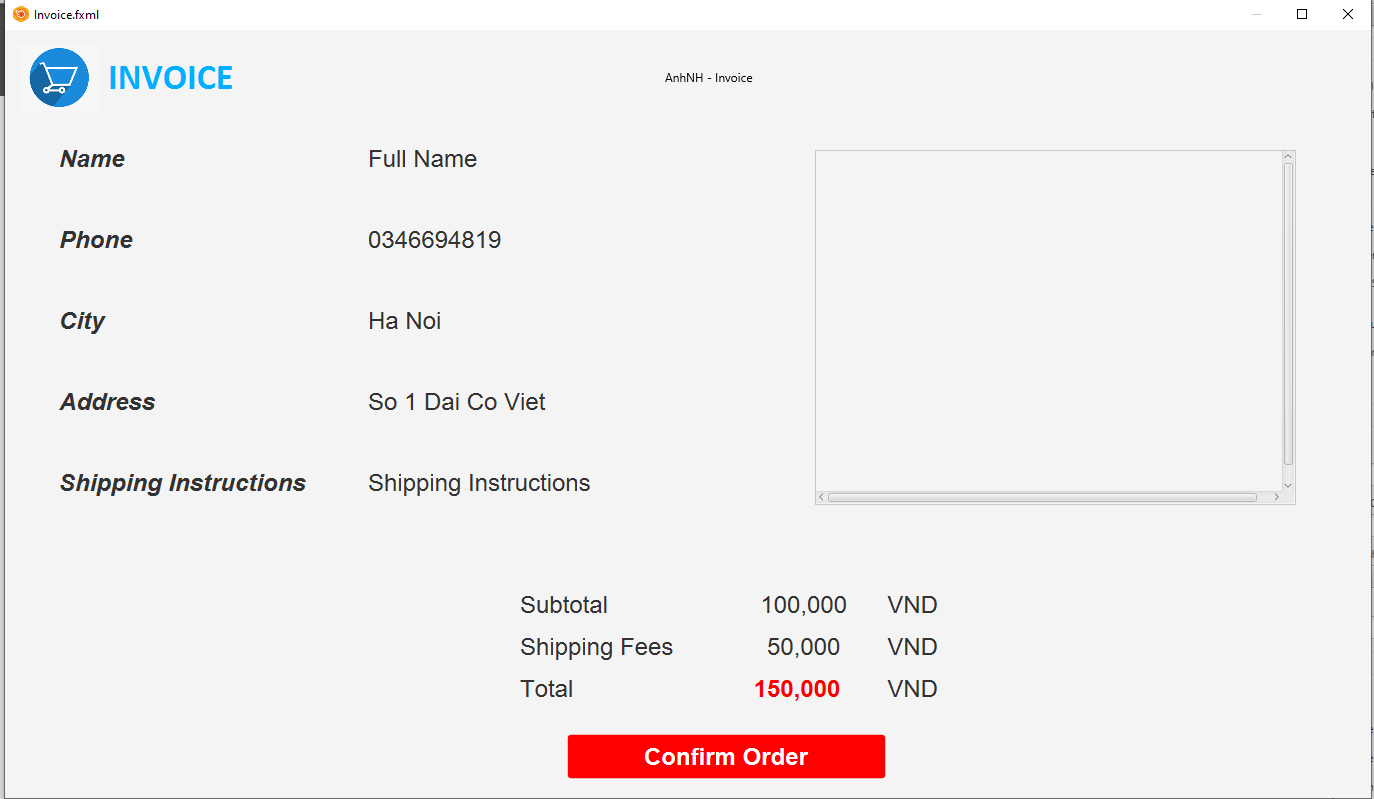 Invoice.fxml
INVOICE
AnhNH - Invoice
Name Full Name
Phone 0346694819
City Ha Noi
Address So 1 Dai Co Viet
Shipping Instructions Shipping Instructions
Subtotal 100,000 VND
Shipping Fees 50,000 VND
Total 150,000 VND
Confirm Order